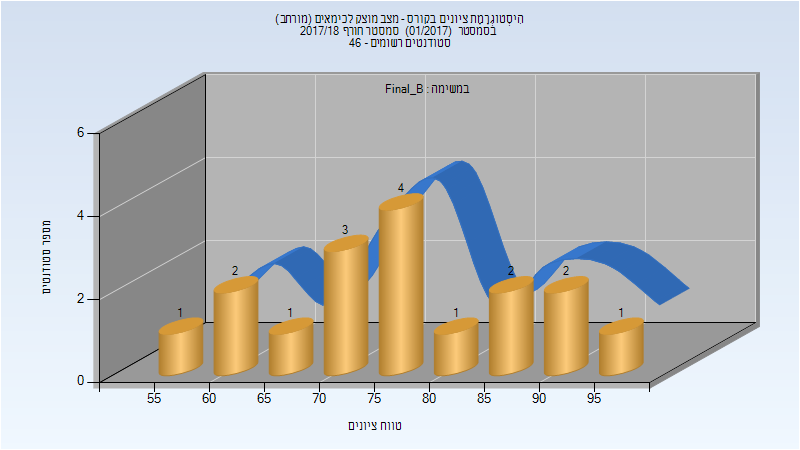 היסטוגרמת ציונים בקורס - מצב מוצק לכימאים (מורחב)
בסמסטר (01/2017) סמסטר חורף 2017/18
סטודנטים רשומים - 46
במשימה : Final_B
מספר סטודנטים
6
4
2
0
1
2
1
3
4
1
2
2
1
55 60 65 70 75 80 85 90 95
טווח ציונים